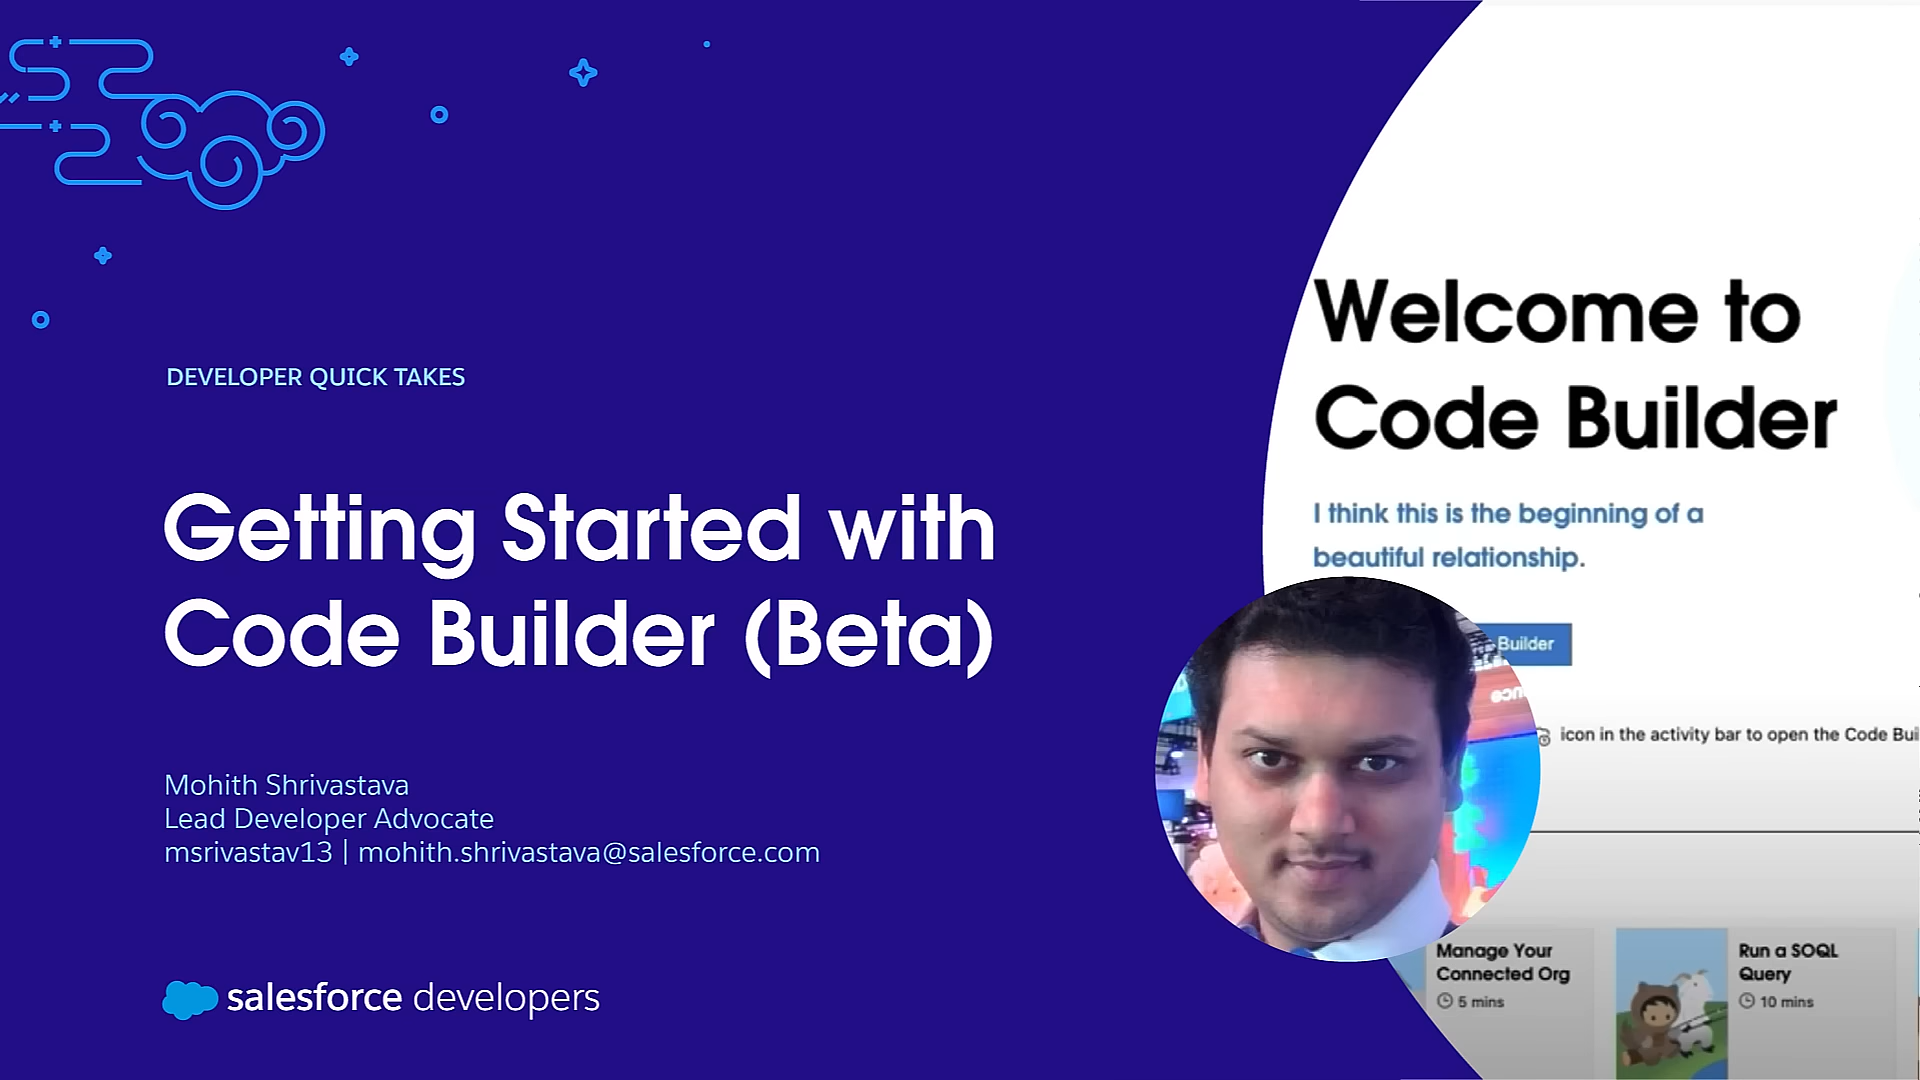 DEVELOPER QUICK TAKES
Getting Started with
Code Builder (Beta)
Mohith Shrivastava
Lead Developer Advocate
msrivastav13 | mohith.shrivastava@salesforce.com
salesforce developers
Welcome to
Code Builder
I think this is the beginning of a
beautiful relationship.
Builder
icon in the activity bar to open the Code
Manage Your
Connected Org
5 mins
Run a SOQL
Query
10 mins